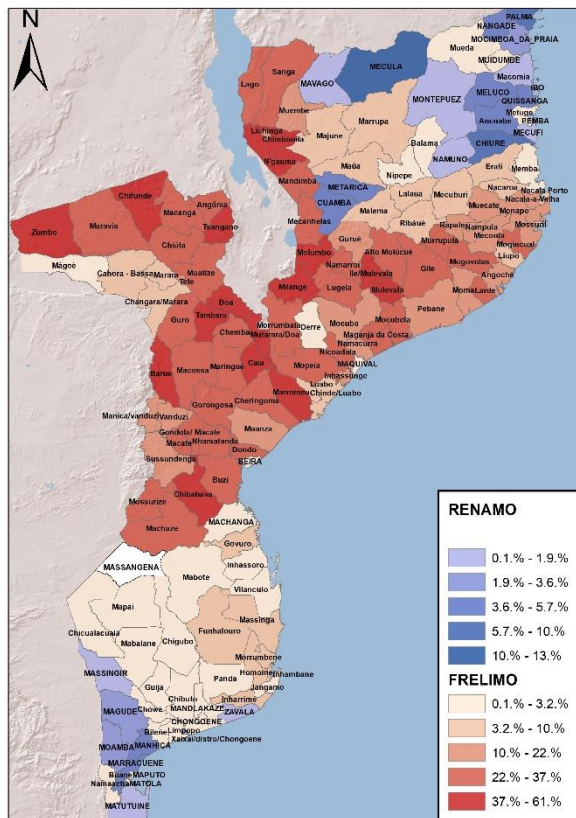 N
PALMA
NANGADE
MOCIMBOA_DA_PRAIA
Mueda
MUIDUMBE
Sanga
Lago
MAVAGO
MECULA
Macomia
IBO
MONTEPUEZ
MELUCO
QUISSANGA
Muembe
Marrupa
Metuge
Ancuabe
PEMBA
MECUFI
Lichinga
Chimbonila
Majune
Balama
CHIURE
N'gauma
Maúa
NAMUNO
Nipepe
Erati
Memba
Mandimba
METARICA
Chifunde
Angónia
Macanga
CUAMBA
Lalaua
Mecuburi
Nacaroa
Nacala Porto
Nacala-a-Velha
Muecate
Monapo
Zumbo
Maravia
Tsangano
Mecanhelas
Malema
Ribáuè
Rapale
Nampula
Mossuril
Meconta
Chiúta
Gurué
Murrupula
Mogincual
Molumbo
Alto Molócuè
Mágoè
Cahora - Bassa
Marara
Moatize
Tete
Namarroi
Ile/Mulevala
Gile
Mogovolas
Liupo
Angoche
Changara/Marara
Milange
Lugela
Mulevala
Moma
Larde
Doa
Pebane
Guro
Tambara
Chemba
Morrumbala
Mutarara/Doa
Derre
Mocuba
Mocubela
Maganja da Costa
Namacurra
Nicoadala
MAQUIVAL
Barue
Macossa
Maringue
Caia
Mopeia
Inhassunge
Luabo
Chinde/Luabo
Cheringoma
Marromeu
Gorongosa
Manica/vanduzi
Vanduzi
Muanza
Gondola/ Macate
Macate
Nhamatanda
Sussundenga
Dondo
BEIRA
Buzi
Chibabava
Mossurize
Machaze
MACHANGA
Govuro
MASSANGENA
Mabote
Inhassoro
Vilanculo
Mapai
Chicualacuala
Mabalane
Chigubo
Massinga
Funhalouro
MASSINGIR
Morrumbene
Homoine
Inhambane
Panda
Jangamo
Guija
Chibuto
Inharrime
MAGUDE
Chowe
MANDLAKAZE
ZAVALA
CHONGOENE
Bilene
Limpopo
Xaixai/distro/Chongoene
MOAMBA
MANHIÇA
MARRACUENE
Boane
MAPUTO
Namaacha
MATOLA
MATUTUINE
RENAMO
0.1.% - 1.9%
1.9% - 3.6%
3.6% - 5.7%
5.7.% - 10%
10.% - 13%
FRELIMO
0.1.% - 3.2%
3.2% - 10%
10.% - 22%
22.% - 37%
37.% - 61%